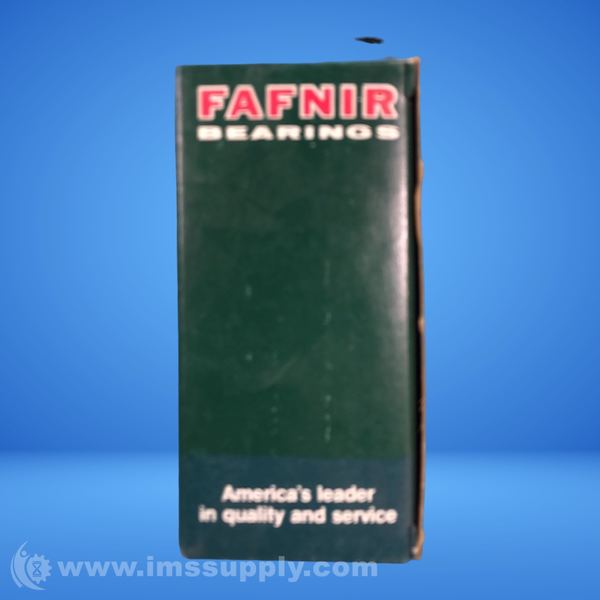 FAFNIR
BEARINGS
America's leader
in quality and service
www.imssupply.com